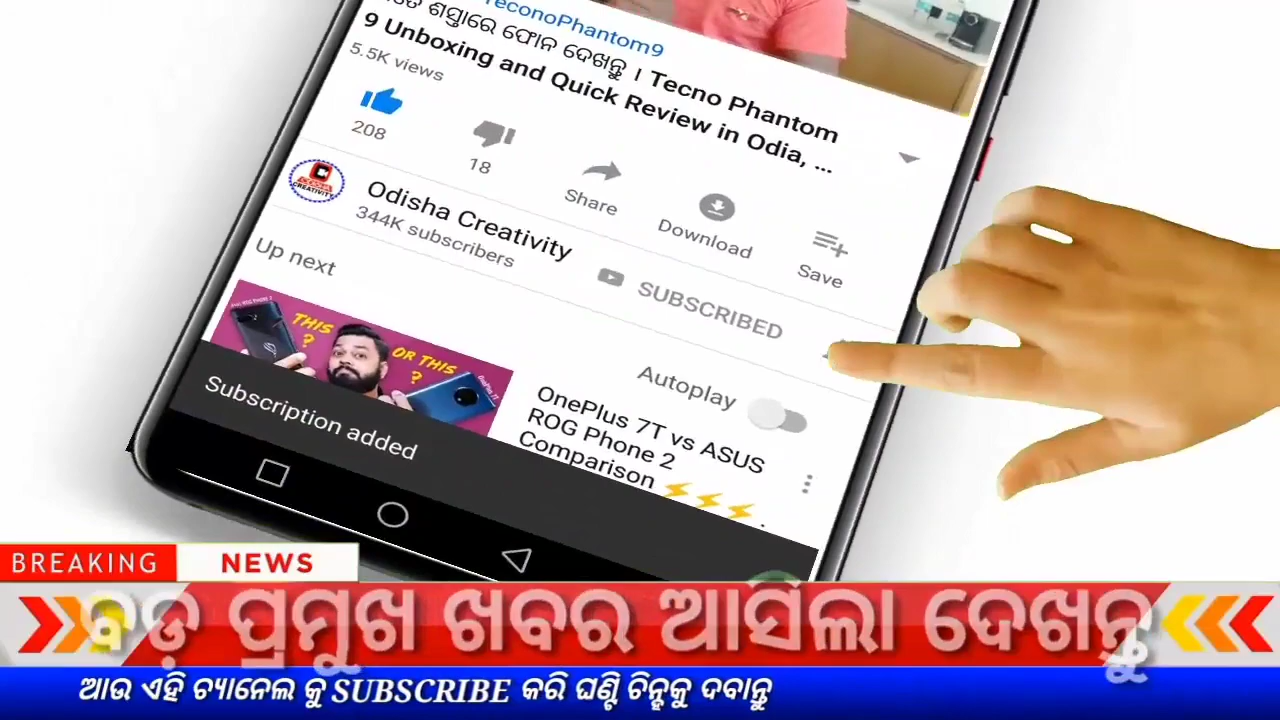 TeconoPhantom9
ଶସ୍ତାରେ ଫୋନ ଦେଖନ୍ତୁ । Tecno Phantom
9 Unboxing and Quick Review in Odia, ...
5.5K views
208
18
Share
Download
Save
ODISHA
CREATIVITY
Odisha Creativity
344K subscribers
SUBSCRIBED
Up next
Autoplay
THIS
?
OR THIS
?
OnePlus 7T vs ASUS
ROG Phone 2
Comparison ⚡⚡⚡ .
Subscription added
BREAKING NEWS
ବଡ଼ ପ୍ରମୁଖ ଖବର ଆସିଲା ଦେଖନ୍ତୁ
ଆଉ ଏହି ଚ୍ୟାନେଲ କୁ SUBSCRIBE କରି ଘଣ୍ଟି ଚିହ୍ନକୁ ଦବାନ୍ତୁ